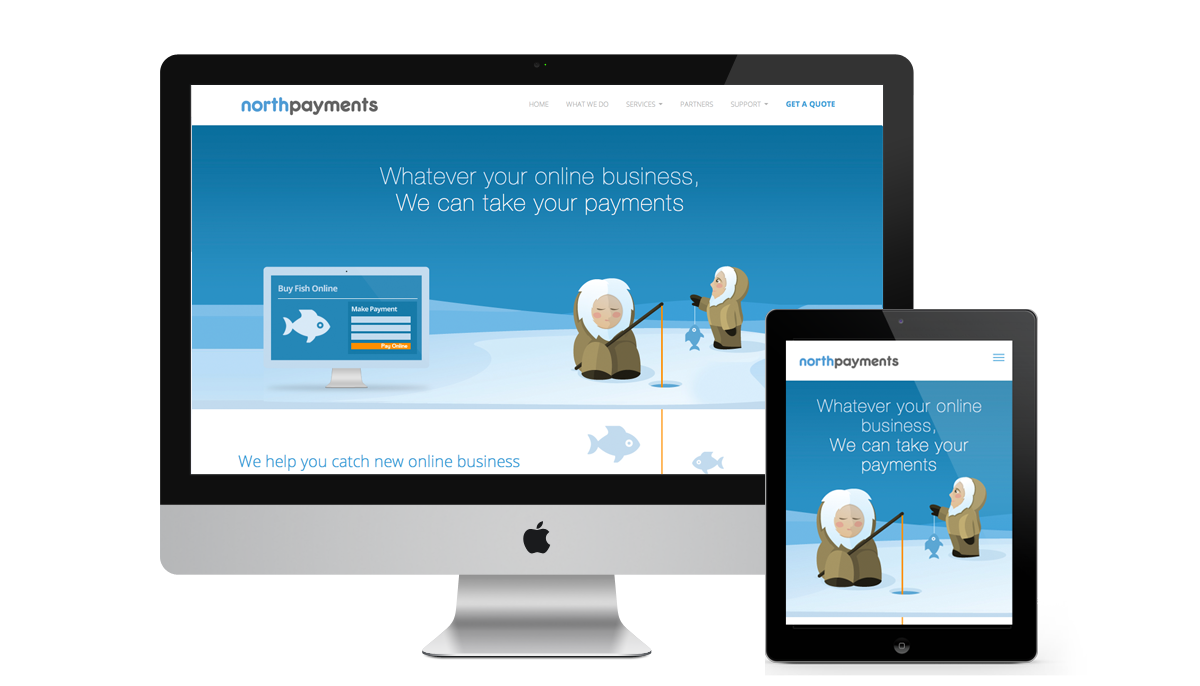 northpayments
HOME WHAT WE DO SERVICES PARTNERS SUPPORT GET A QUOTE
Whatever your online business,
We can take your payments
Buy Fish Online
Make Payment
Pay Online
We help you catch new online business
northpayments
Whatever your online
business,
We can take your
payments